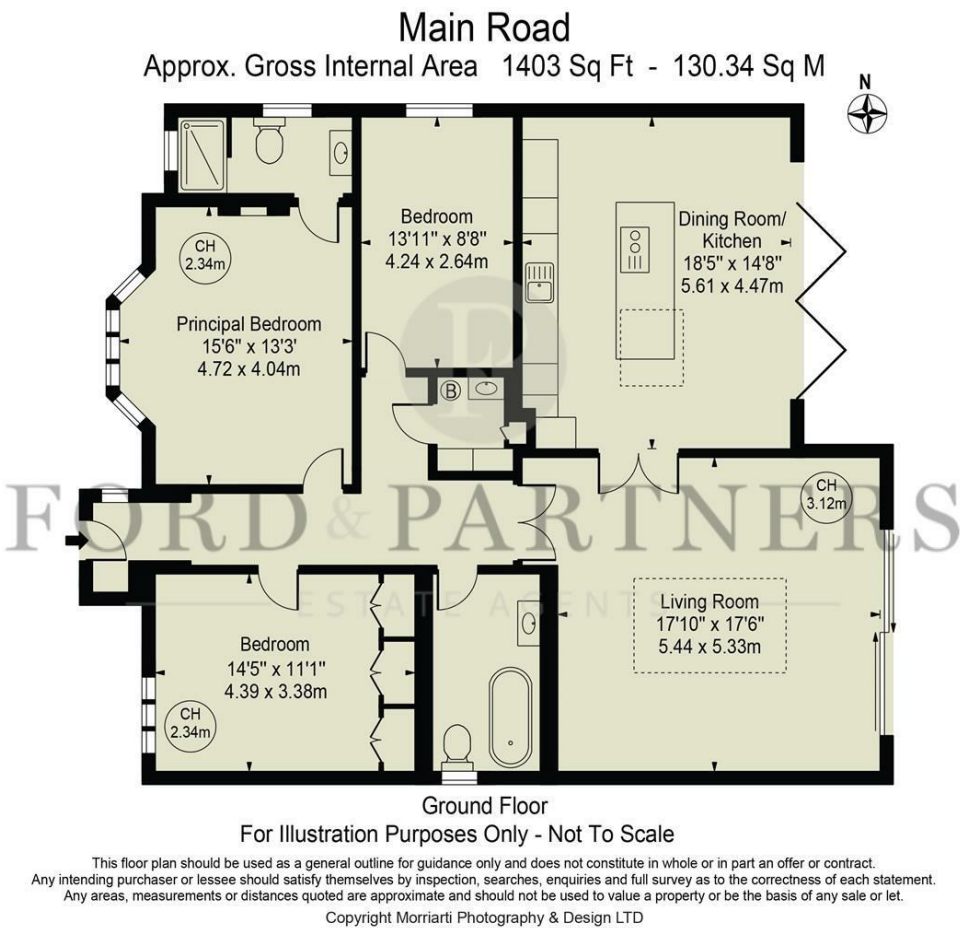 Main Road
Approx. Gross Internal Area 1403 Sq Ft - 130.34 Sq M
N
Bedroom
13'11" x 8'8"
4.24 x 2.64m
Dining Room/
Kitchen
18'5" x 14'8"
5.61 x 4.47m
CH
2.34m
Principal Bedroom
15'6" x 13'3'
4.72 x 4.04m
B
CH
3.12m
FORD & PARTNERS
ESTATE AGENTS
Living Room
17'10" x 17'6"
5.44 x 5.33m
Bedroom
14'5" x 11'1"
4.39 x 3.38m
CH
2.34m
Ground Floor
For Illustration Purposes Only - Not To Scale
This floor plan should be used as a general outline for guidance only and does not constitute in whole or in part an offer or contract.
Any intending purchaser or lessee should satisfy themselves by inspection, searches, enquiries and full survey as to the correctness of each statement.
Any areas, measurements or distances quoted are approximate and should not be used to value a property or be the basis of any sale or let.
Copyright Morriarti Photography & Design LTD